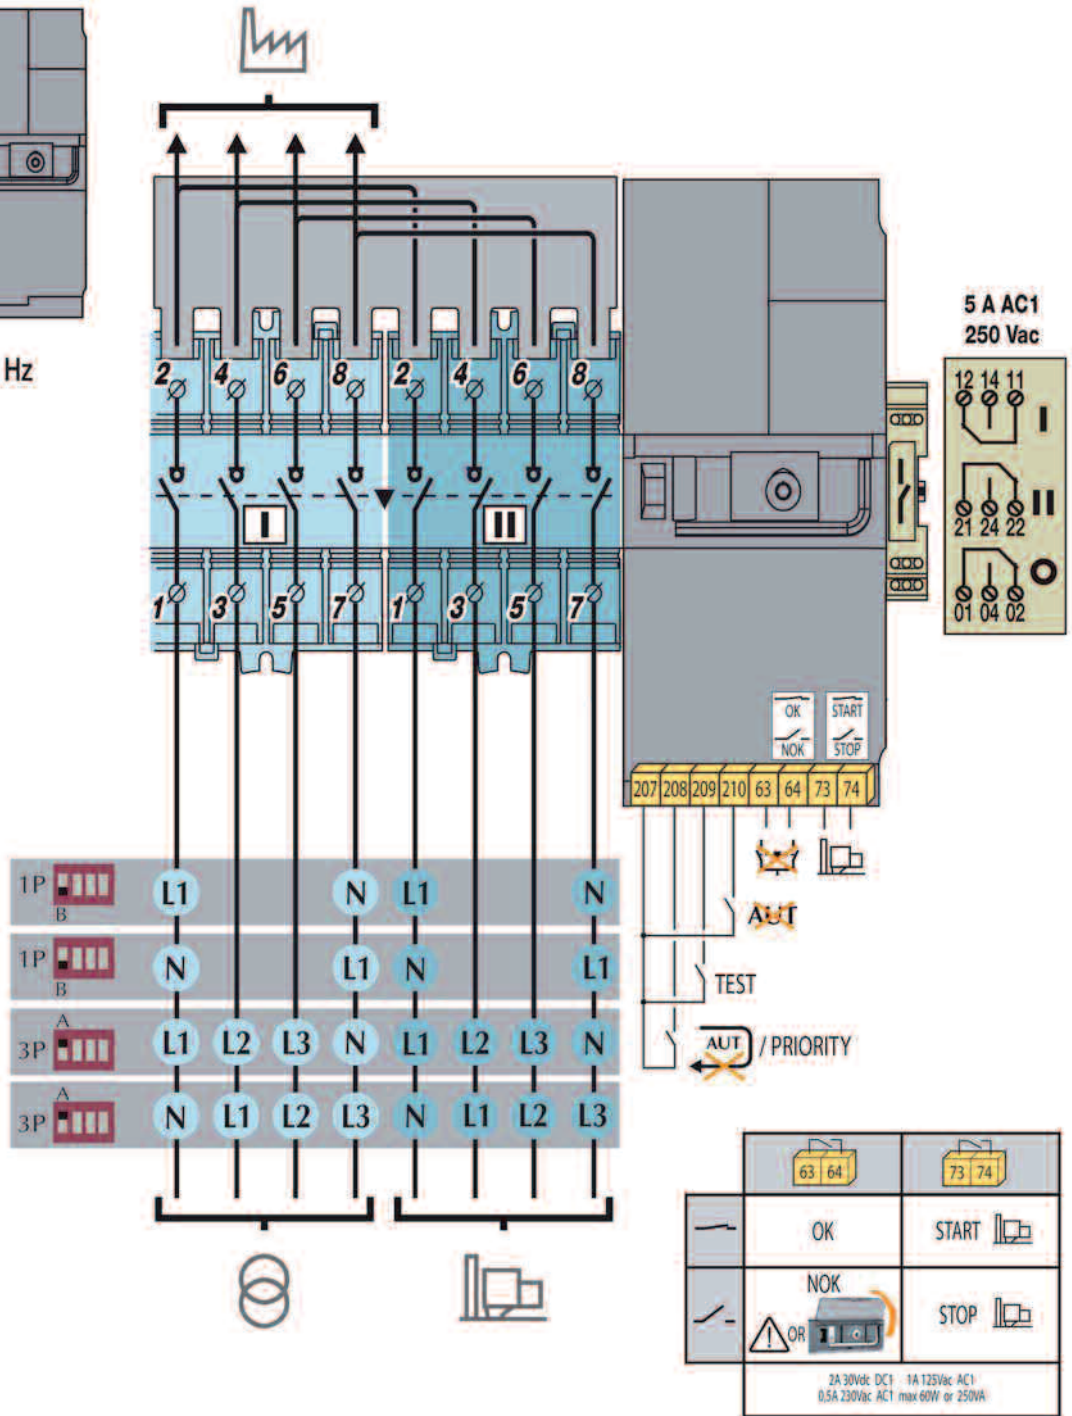 Hz
5 A AC1
250 Vac
2 4 6 8 2 4 6 8
12 14 11
I
21 24 22
II
01 04 02
O
I II
1 3 5 7 1 3 5 7
OK START
NOK STOP
207 208 209 210 63 64 73 74
1P B L1 N L1 N
AUT
1P B N L1 N L1
TEST
3P A L1 L2 L3 N L1 L2 L3 N
AUT / PRIORITY
3P A N L1 L2 L3 N L1 L2 L3
63 64 73 74
OK START
NOK
OR
STOP
2A 30Vdc DC1 1A 125Vac AC1
0,5A 230Vac AC1 max 60W or 250VA